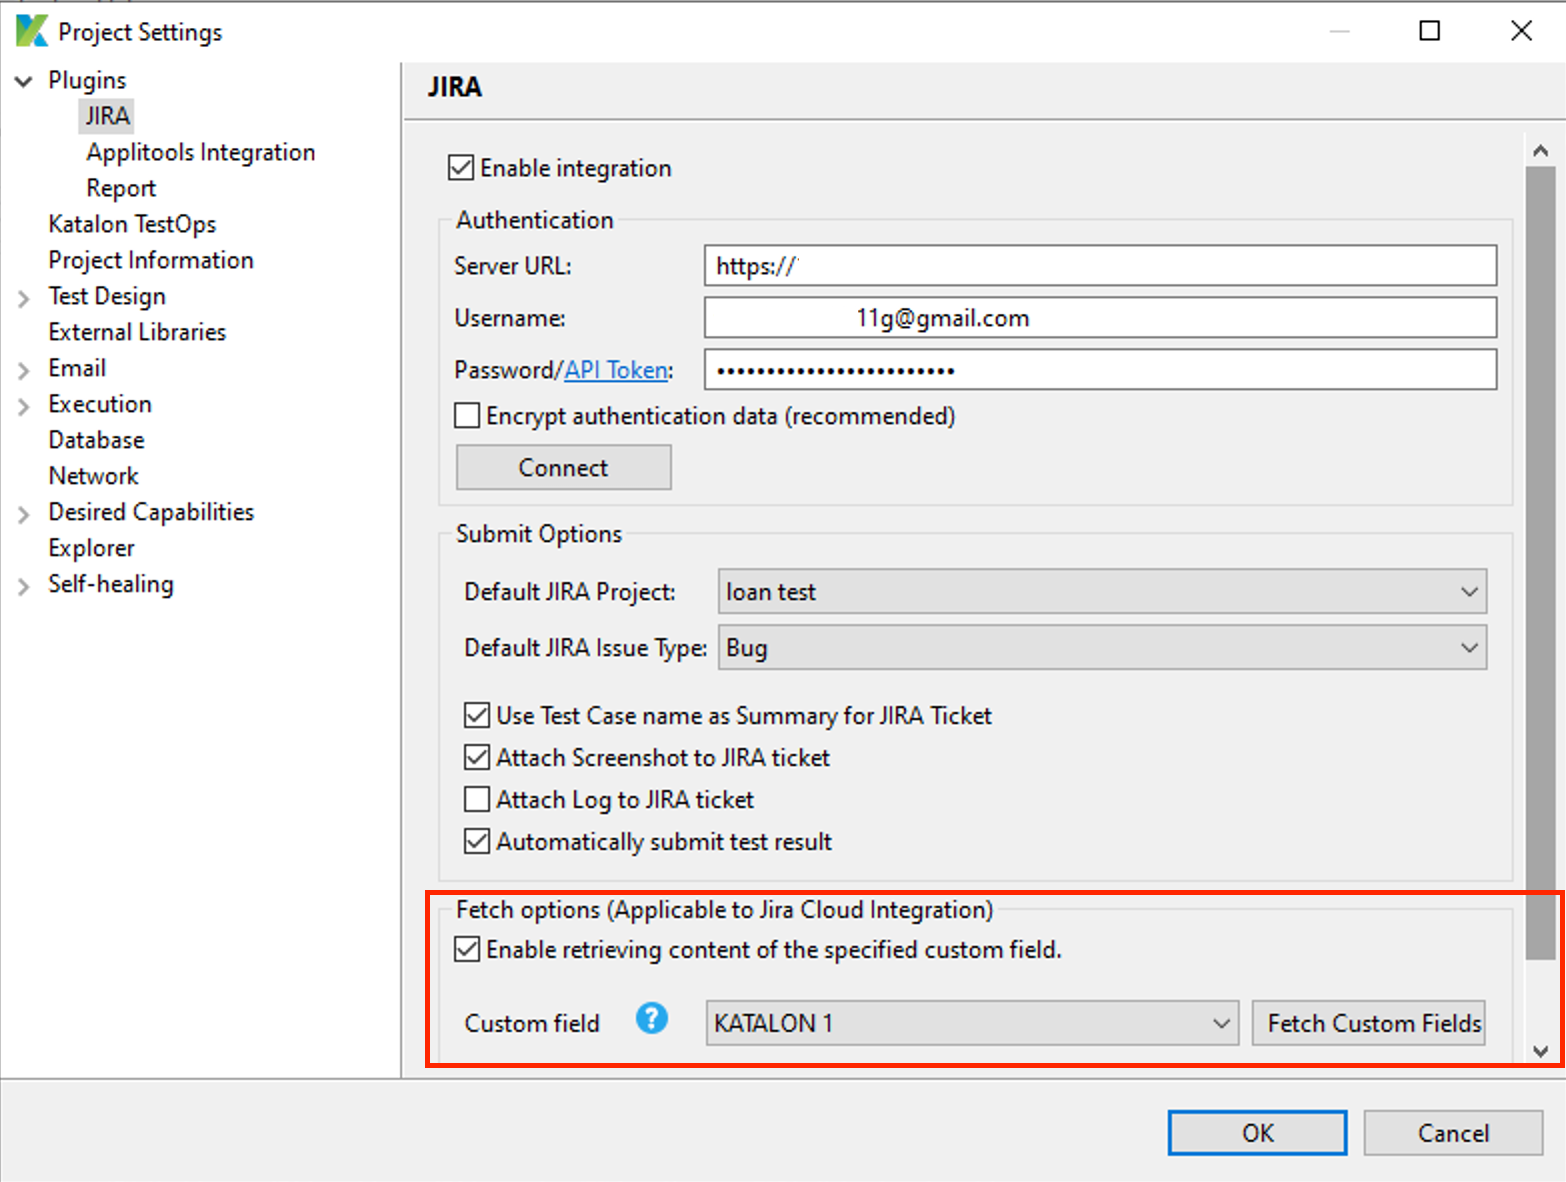 Project Settings
Plugins
JIRA
Applitools Integration
Report
Katalon TestOps
Project Information
Test Design
External Libraries
Email
Execution
Database
Network
Desired Capabilities
Explorer
Self-healing
JIRA
Enable integration
Authentication
Server URL: https://
Username: 11g@gmail.com
Password/API Token: ••••••••••••••••••••••••
Encrypt authentication data (recommended)
Connect
Submit Options
Default JIRA Project: loan test
Default JIRA Issue Type: Bug
Use Test Case name as Summary for JIRA Ticket
Attach Screenshot to JIRA ticket
Attach Log to JIRA ticket
Automatically submit test result
Fetch options (Applicable to Jira Cloud Integration)
Enable retrieving content of the specified custom field.
Custom field ? KATALON 1 Fetch Custom Fields
OK Cancel